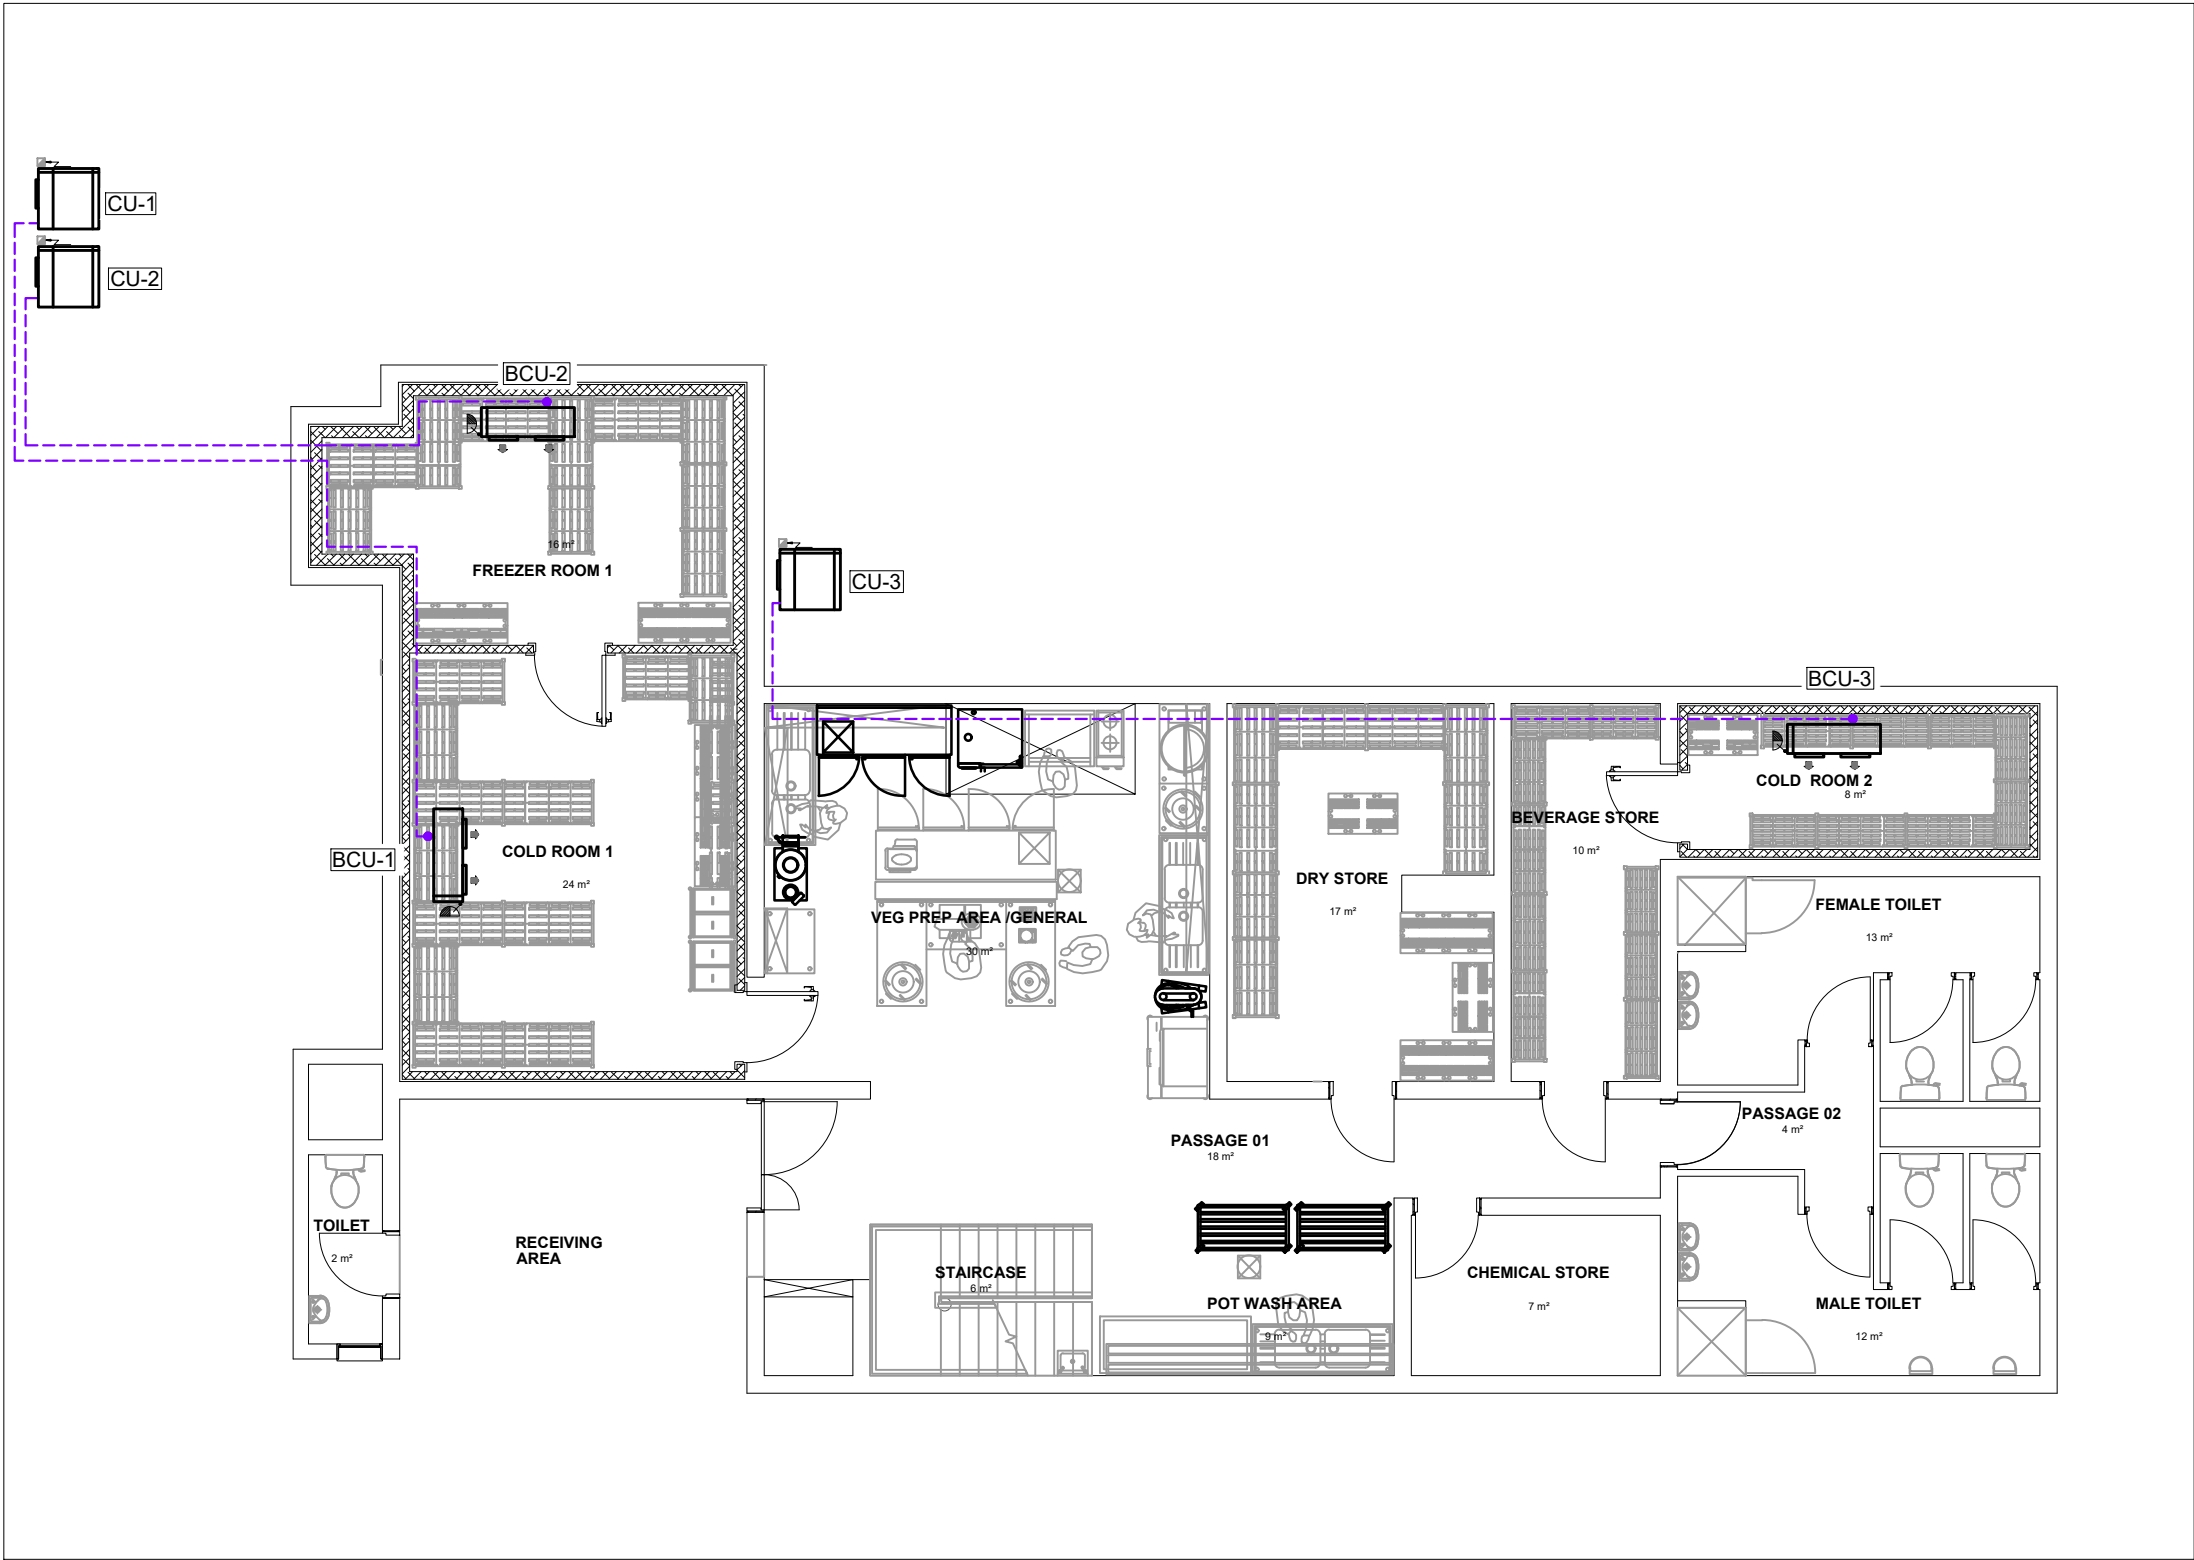 CU-1
CU-2
BCU-2
16 m²
FREEZER ROOM 1
CU-3
BCU-3
COLD  ROOM 2
8 m²
BEVERAGE STORE
10 m²
BCU-1
COLD ROOM 1
24 m²
DRY STORE
17 m²
VEG PREP AREA /GENERAL
30 m²
FEMALE TOILET
13 m²
PASSAGE 02
4 m²
PASSAGE 01
18 m²
TOILET
2 m²
RECEIVING
AREA
STAIRCASE
6 m²
POT WASH AREA
9 m²
CHEMICAL STORE
7 m²
MALE TOILET
12 m²